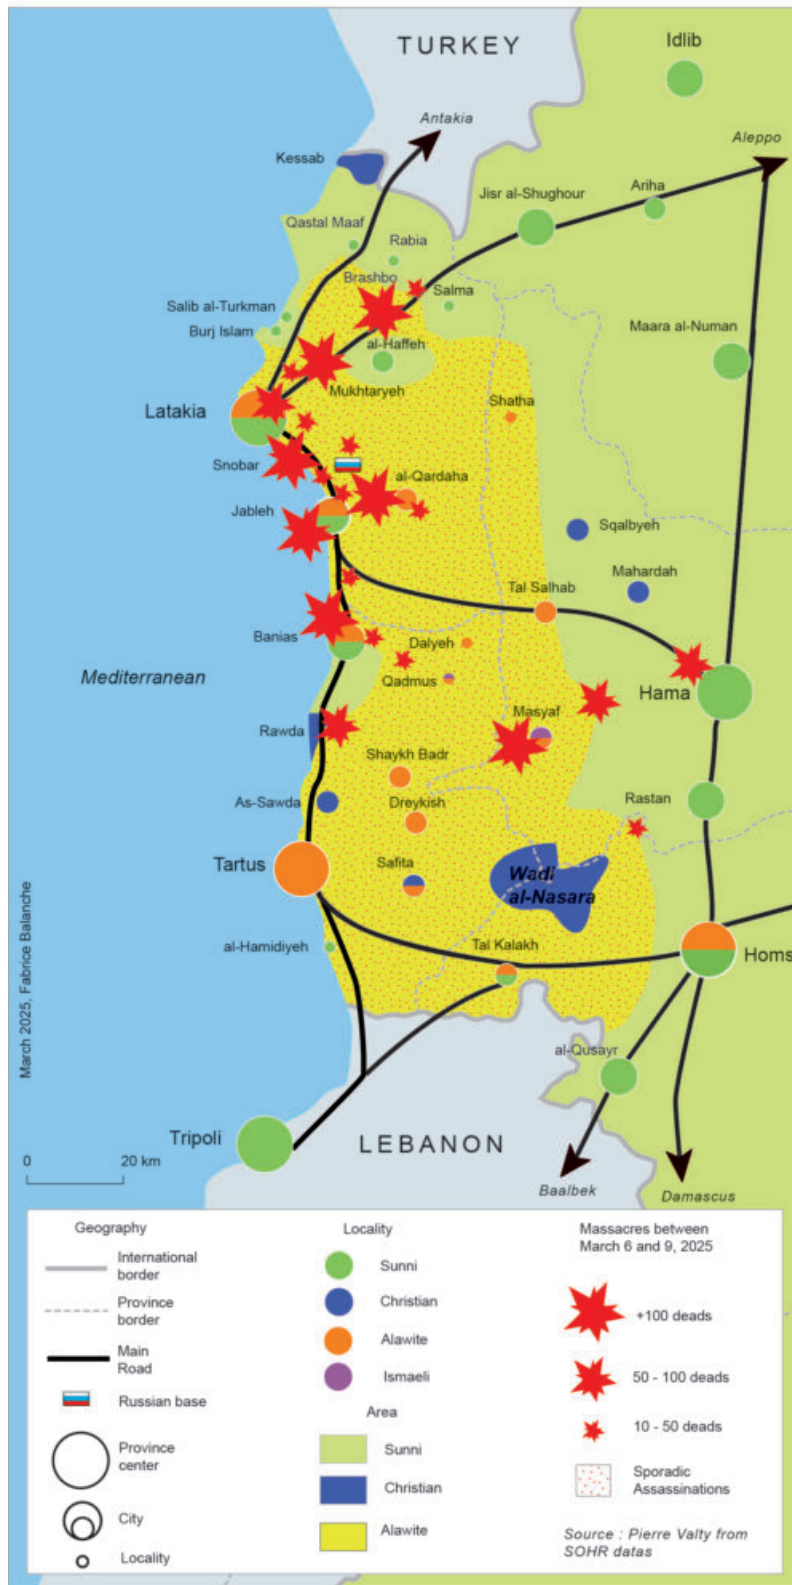 TURKEY
Idlib
Antakia
Aleppo
Kessab
Jisr al-Shughour
Ariha
Qastal Maaf
Rabia
Brashbo
Salma
Salib al-Turkman
Burj Islam
Maara al-Numan
al-Haffeh
Mukhtaryeh
Latakia
Shatha
Snobar
al-Qardaha
Jableh
Sqalbyeh
Mahardah
Tal Salhab
Banias
Dalyeh
Mediterranean
Qadmus
Hama
Masyaf
Rawda
Shaykh Badr
As-Sawda
Dreykish
Rastan
Tartus
Safita
Wadi
al-Nasara
al-Hamidiyeh
Tal Kalakh
Homs
March 2025, Fabrice Balanche
al-Qusayr
Tripoli
LEBANON
0 20 km
Baalbek
Damascus
Geography
International
border
Province
border
Main
Road
Russian base
Province
center
City
Locality
Locality
Sunni
Christian
Alawite
Ismaeli
Area
Sunni
Christian
Alawite
Massacres between
March 6 and 9, 2025
+100 deads
50 - 100 deads
10 - 50 deads
Sporadic
Assassinations
Source : Pierre Valty from
SOHR datas